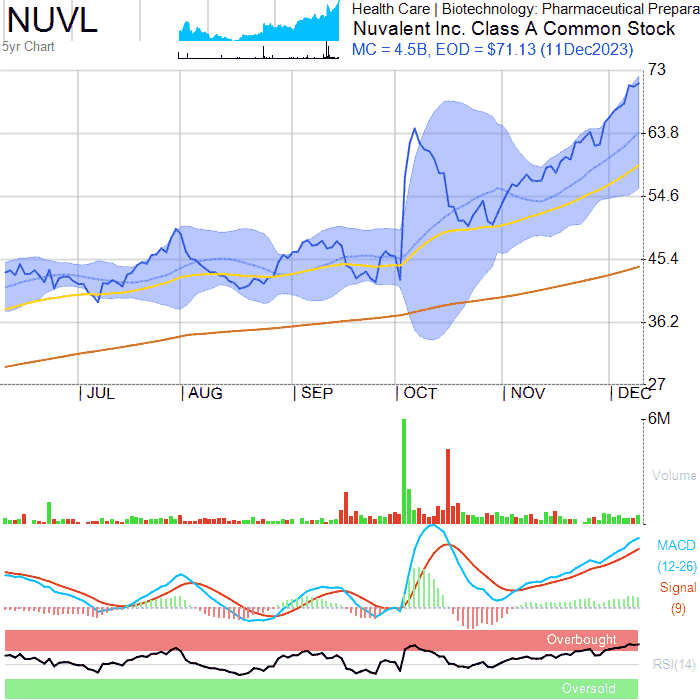 NUVL
5yr Chart
Health Care | Biotechnology: Pharmaceutical Prepara
Nuvalent Inc. Class A Common Stock
MC = 4.5B, EOD = $71.13 (11Dec2023)
73
63.8
54.6
45.4
36.2
27
JUL AUG SEP OCT NOV DEC
6M
Volume
MACD
(12-26)
Signal
(9)
Overbought
RSI(14)
Oversold